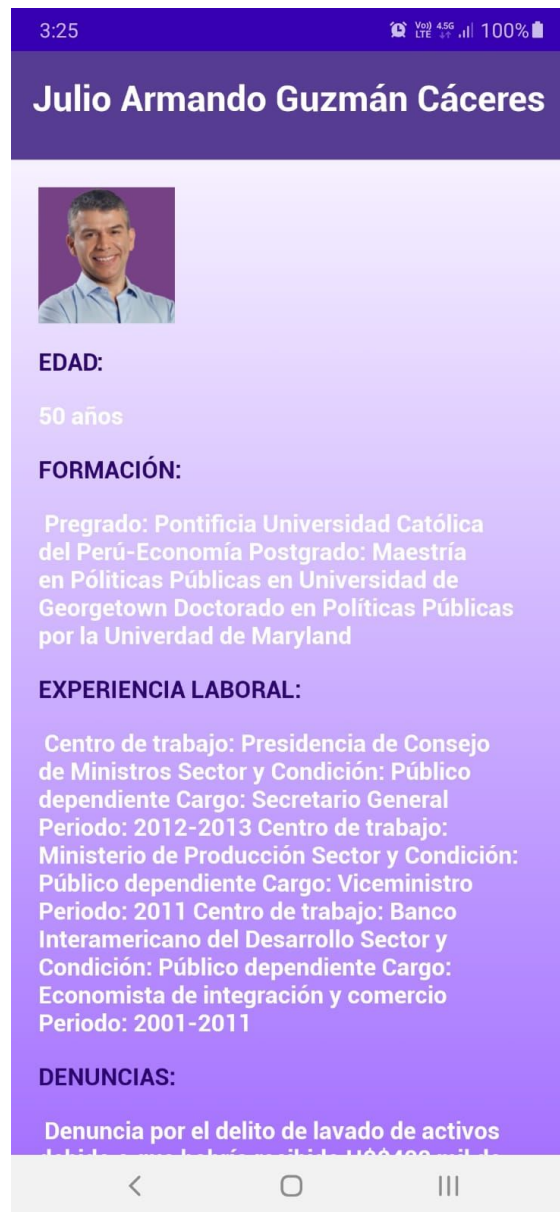 3:25
Vo)) LTE 4.5G 100%
Julio Armando Guzmán Cáceres
EDAD:
50 años
FORMACIÓN:
Pregrado: Pontificia Universidad Católica
del Perú-Economía Postgrado: Maestría
en Póliticas Públicas en Universidad de
Georgetown Doctorado en Políticas Públicas
por la Univerdad de Maryland
EXPERIENCIA LABORAL:
Centro de trabajo: Presidencia de Consejo
de Ministros Sector y Condición: Público
dependiente Cargo: Secretario General
Periodo: 2012-2013 Centro de trabajo:
Ministerio de Producción Sector y Condición:
Público dependiente Cargo: Viceministro
Periodo: 2011 Centro de trabajo: Banco
Interamericano del Desarrollo Sector y
Condición: Público dependiente Cargo:
Economista de integración y comercio
Periodo: 2001-2011
DENUNCIAS:
Denuncia por el delito de lavado de activos